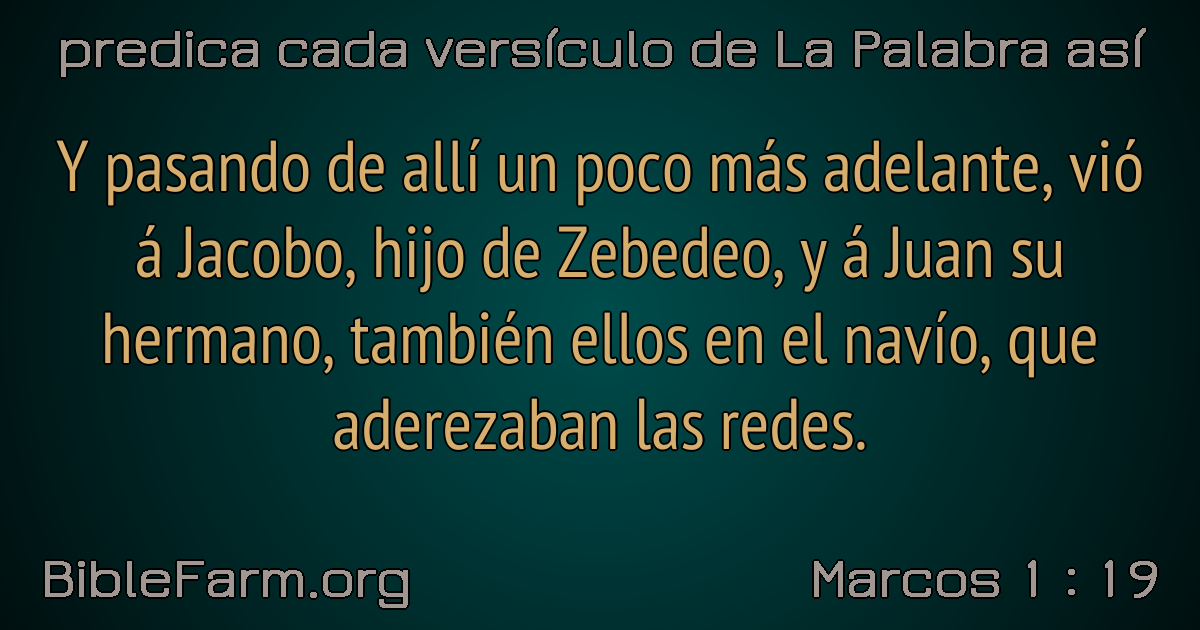 predica cada versículo de La Palabra así
Y pasando de allí un poco más adelante, vió
á Jacobo, hijo de Zebedeo, y á Juan su
hermano, también ellos en el navío, que
aderezaban las redes.
BibleFarm.org
Marcos 1 : 19